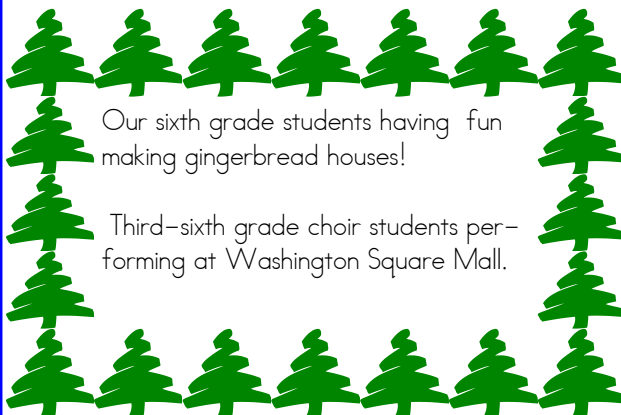 Our sixth grade students having  fun
making gingerbread houses!
Third-sixth grade choir students per-
forming at Washington Square Mall.